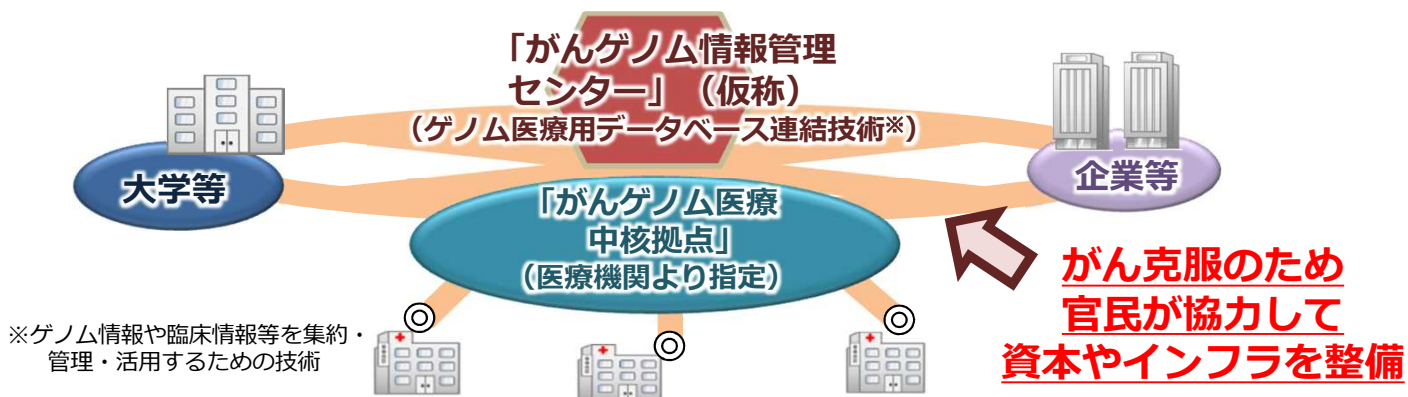 「がんゲノム情報管理
センター」（仮称）
（ゲノム医療用データベース連結技術※）
大学等
企業等
「がんゲノム医療
中核拠点」
（医療機関より指定）
がん克服のため
官民が協力して
資本やインフラを整備
◎
◎
◎
※ゲノム情報や臨床情報等を集約・
管理・活用するための技術